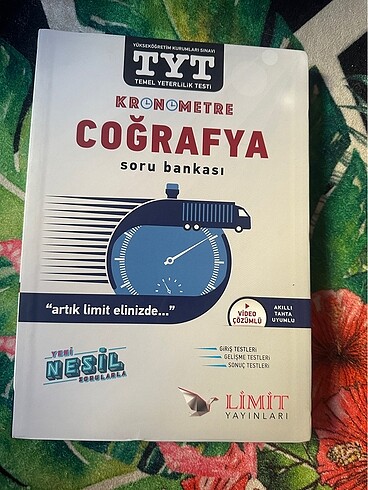 YÜKSEKÖĞRETİM KURUMLARI SINAVI
TYT
TEMEL YETERLİLİK TESTİ
KRONOMETRE
COĞRAFYA
soru bankası
"artık limit elinizde..."
VİDEO
ÇÖZÜMLÜ
AKILLI
TAHTA
UYUMLU
YENİ
NESİL
SORULARLA
GİRİŞ TESTLERİ
GELİŞME TESTLERİ
SONUÇ TESTLERİ
LİMİT
YAYINLARI